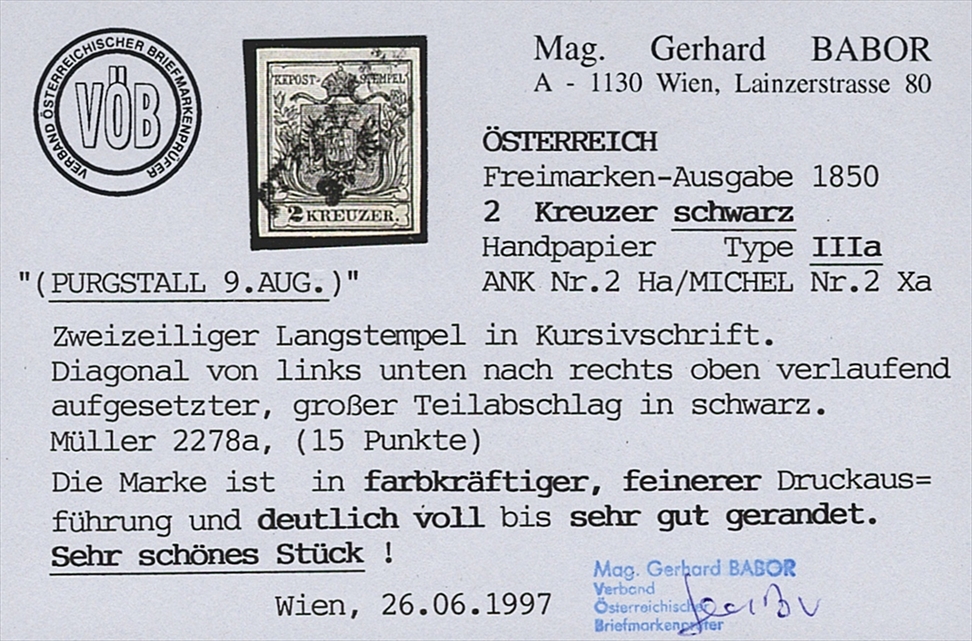 VERBAND ÖSTERREICHISCHER BRIEFMARKENPRÜFER
VÖB
KKPOST-STEMPEL
2 KREUZER.
Mag. Gerhard BABOR
A - 1130 Wien, Lainzerstrasse 80
ÖSTERREICH
Freimarken-Ausgabe 1850
2 Kreuzer schwarz
Handpapier Type IIIa
"(PURGSTALL 9.AUG.)"
ANK Nr.2 Ha/MICHEL Nr.2 Xa
Zweizeiliger Langstempel in Kursivschrift.
Diagonal von links unten nach rechts oben verlaufend
aufgesetzter, großer Teilabschlag in schwarz.
Müller 2278a, (15 Punkte)
Die Marke ist in farbkräftiger, feinerer Druckaus=
führung und deutlich voll bis sehr gut gerandet.
Sehr schönes Stück !
Wien, 26.06.1997
Mag. Gerhard BABOR
Verband
Österreichischer
Briefmarkenprüfer